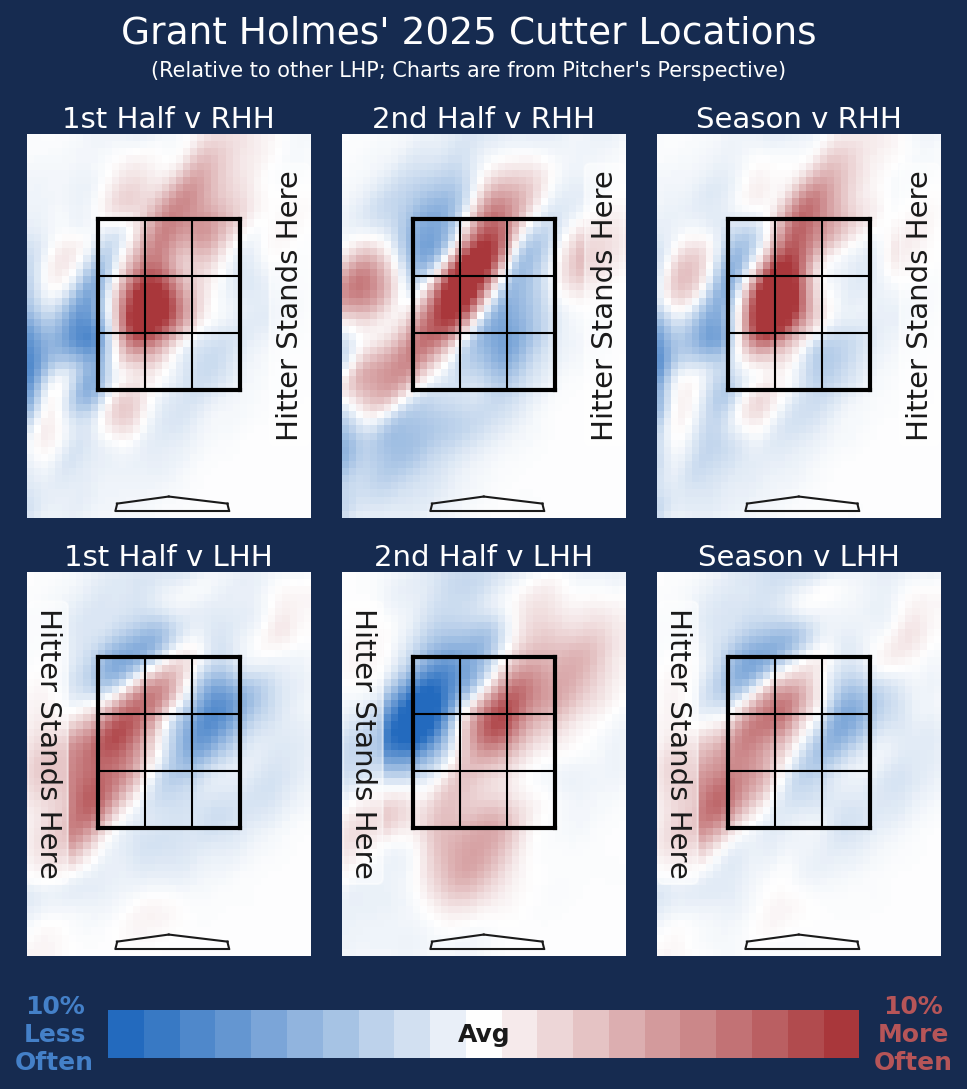 Grant Holmes' 2025 Cutter Locations
(Relative to other LHP; Charts are from Pitcher's Perspective)
1st Half v RHH
2nd Half v RHH
Season v RHH
Hitter Stands Here
Hitter Stands Here
Hitter Stands Here
1st Half v LHH
2nd Half v LHH
Season v LHH
Hitter Stands Here
Hitter Stands Here
Hitter Stands Here
10%
Less
Often
Avg
10%
More
Often